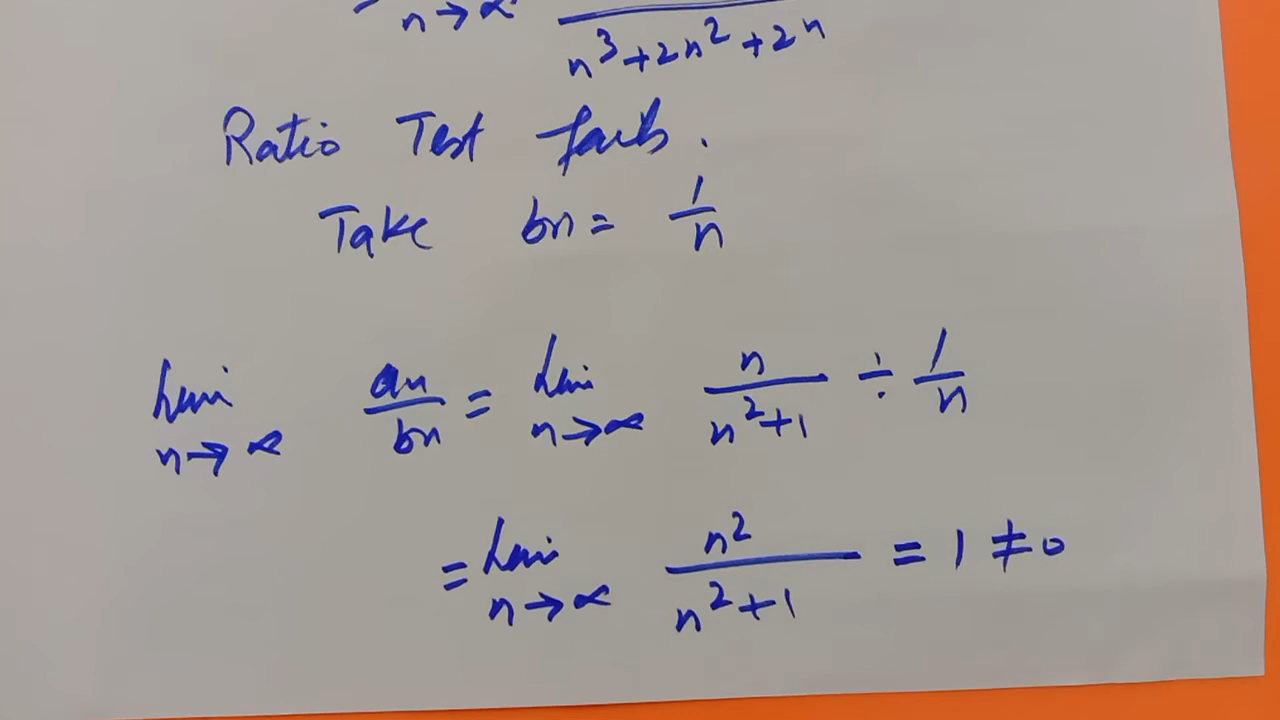 = n→∝ n³+2n²+2n
Ratio Test fails.
Take bn = 1/n
Lim n→∝ an/bn = Lim n→∝ n/(n²+1) ÷ 1/n
= Lim n→∝ n²/(n²+1) = 1 ≠ 0